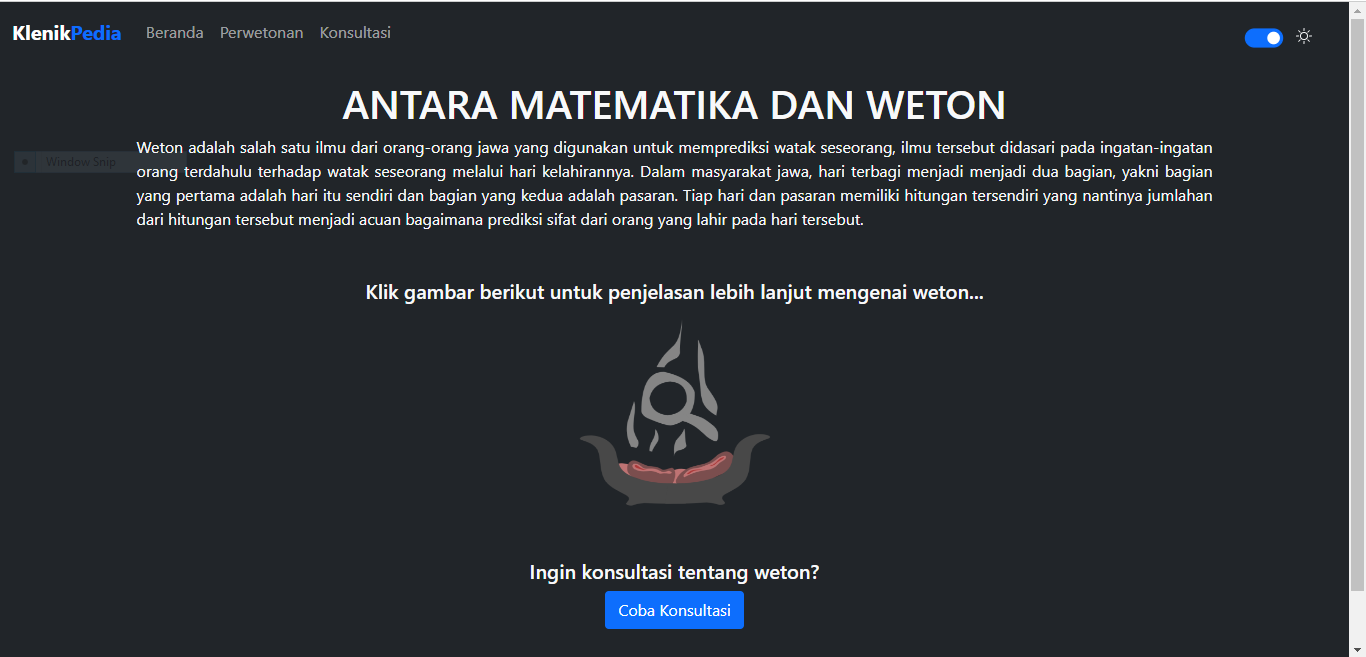 KlenikPedia Beranda Perwetonan Konsultasi
ANTARA MATEMATIKA DAN WETON
Weton adalah salah satu ilmu dari orang-orang jawa yang digunakan untuk memprediksi watak seseorang, ilmu tersebut didasari pada ingatan-ingatan
Window Snip
orang terdahulu terhadap watak seseorang melalui hari kelahirannya. Dalam masyarakat jawa, hari terbagi menjadi menjadi dua bagian, yakni bagian
yang pertama adalah hari itu sendiri dan bagian yang kedua adalah pasaran. Tiap hari dan pasaran memiliki hitungan tersendiri yang nantinya jumlahan
dari hitungan tersebut menjadi acuan bagaimana prediksi sifat dari orang yang lahir pada hari tersebut.
Klik gambar berikut untuk penjelasan lebih lanjut mengenai weton...
Ingin konsultasi tentang weton?
Coba Konsultasi